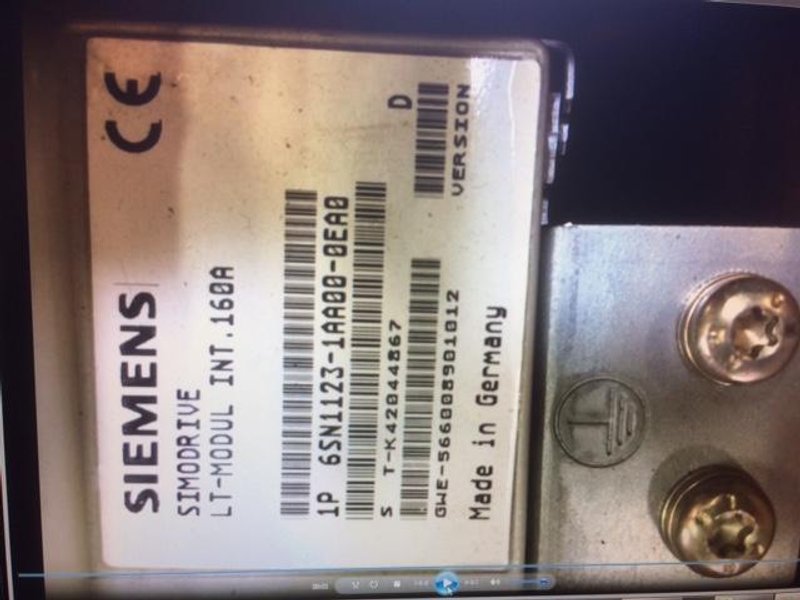 CE
SIEMENS
SIMODRIVE
LT-MODUL INT.160A
1P 6SN1123-1AA00-0EA0
S T-K42044867
D
VERSION
GWE-566008901012
Made in Germany